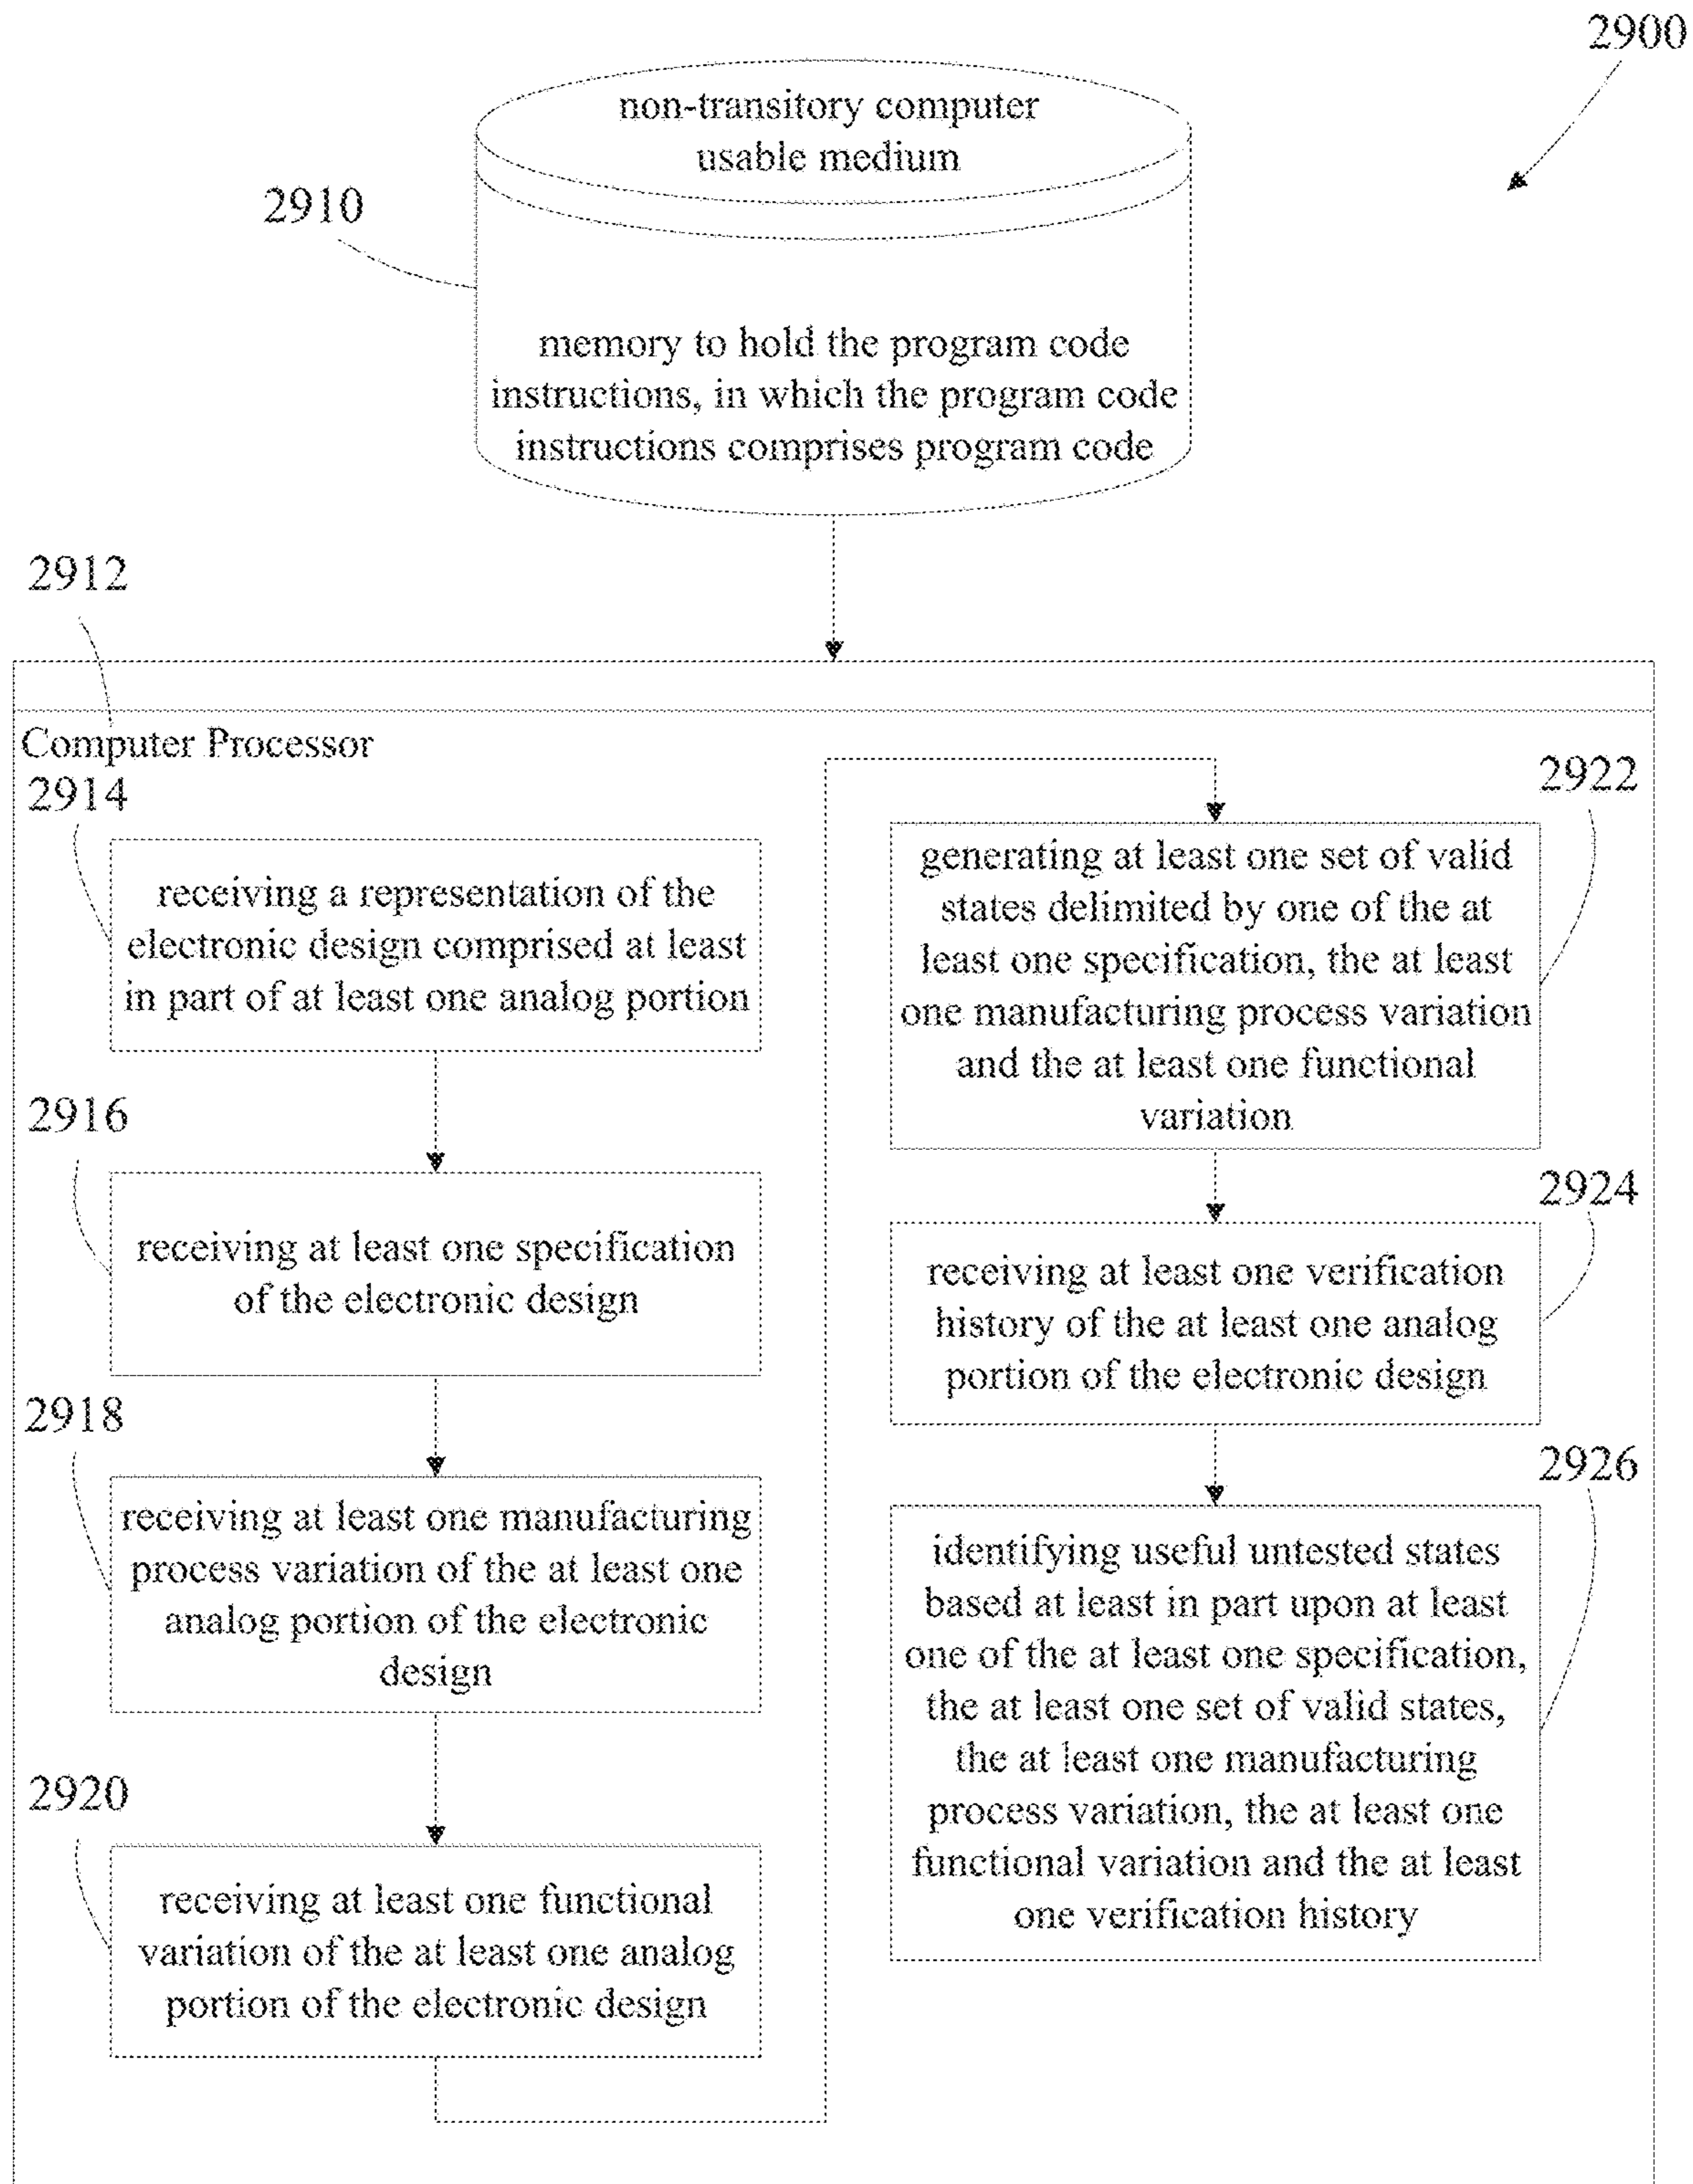 2900
non-transitory computer
usable medium
2910
memory to hold the program code
instructions, in which the program code
instructions comprises program code
2912
Computer Processor
2914
receiving a representation of the
electronic design comprised at least
in part of at least one analog portion
2916
receiving at least one specification
of the electronic design
2918
receiving at least one manufacturing
process variation of the at least one
analog portion of the electronic
design
2920
receiving at least one functional
variation of the at least one analog
portion of the electronic design
2922
generating at least one set of valid
states delimited by one of the at
least one specification, the at least
one manufacturing process variation
and the at least one functional
variation
2924
receiving at least one verification
history of the at least one analog
portion of the electronic design
2926
identifying useful untested states
based at least in part upon at least
one of the at least one specification,
the at least one set of valid states,
the at least one manufacturing
process variation, the at least one
functional variation and the at least
one verification history